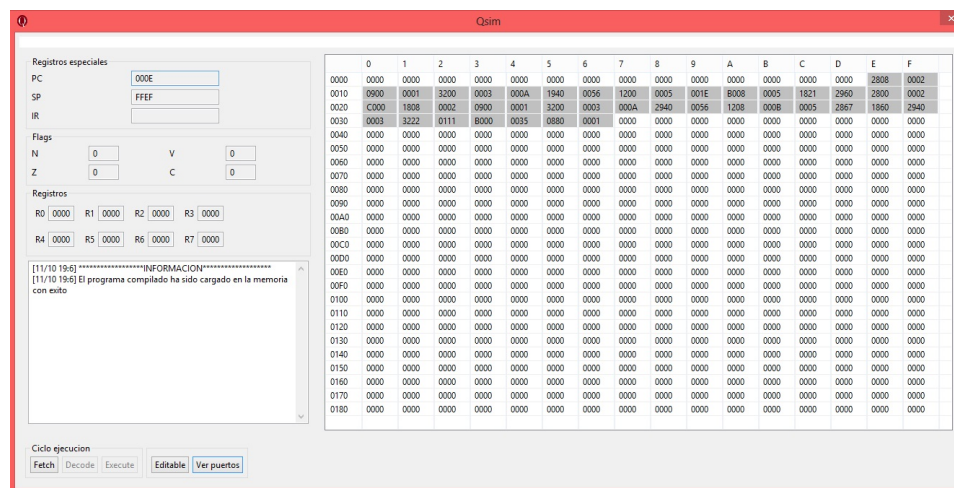 Qsim
Registros especiales
PC 000E
SP FFEF
IR
Flags
N 0 V 0
Z 0 C 0
Registros
R0 0000 R1 0000 R2 0000 R3 0000
R4 0000 R5 0000 R6 0000 R7 0000
[11/10 19:6] *******************INFORMACION*******************
[11/10 19:6] El programa compilado ha sido cargado en la memoria
con exito
Ciclo ejecucion
Fetch Decode Execute Editable Ver puertos
0 1 2 3 4 5 6 7 8 9 A B C D E F
0000 0000 0000 0000 0000 0000 0000 0000 0000 0000 0000 0000 0000 0000 0000 2808 0002
0010 0900 0001 3200 0003 000A 1940 0056 1200 0005 001E B008 0005 1821 2960 2800 0002
0020 C000 1808 0002 0900 0001 3200 0003 000A 2940 0056 1208 000B 0005 2867 1860 2940
0030 0003 3222 0111 B000 0035 0880 0001 0000 0000 0000 0000 0000 0000 0000 0000 0000
0040 0000 0000 0000 0000 0000 0000 0000 0000 0000 0000 0000 0000 0000 0000 0000 0000
0050 0000 0000 0000 0000 0000 0000 0000 0000 0000 0000 0000 0000 0000 0000 0000 0000
0060 0000 0000 0000 0000 0000 0000 0000 0000 0000 0000 0000 0000 0000 0000 0000 0000
0070 0000 0000 0000 0000 0000 0000 0000 0000 0000 0000 0000 0000 0000 0000 0000 0000
0080 0000 0000 0000 0000 0000 0000 0000 0000 0000 0000 0000 0000 0000 0000 0000 0000
0090 0000 0000 0000 0000 0000 0000 0000 0000 0000 0000 0000 0000 0000 0000 0000 0000
00A0 0000 0000 0000 0000 0000 0000 0000 0000 0000 0000 0000 0000 0000 0000 0000 0000
00B0 0000 0000 0000 0000 0000 0000 0000 0000 0000 0000 0000 0000 0000 0000 0000 0000
00C0 0000 0000 0000 0000 0000 0000 0000 0000 0000 0000 0000 0000 0000 0000 0000 0000
00D0 0000 0000 0000 0000 0000 0000 0000 0000 0000 0000 0000 0000 0000 0000 0000 0000
00E0 0000 0000 0000 0000 0000 0000 0000 0000 0000 0000 0000 0000 0000 0000 0000 0000
00F0 0000 0000 0000 0000 0000 0000 0000 0000 0000 0000 0000 0000 0000 0000 0000 0000
0100 0000 0000 0000 0000 0000 0000 0000 0000 0000 0000 0000 0000 0000 0000 0000 0000
0110 0000 0000 0000 0000 0000 0000 0000 0000 0000 0000 0000 0000 0000 0000 0000 0000
0120 0000 0000 0000 0000 0000 0000 0000 0000 0000 0000 0000 0000 0000 0000 0000 0000
0130 0000 0000 0000 0000 0000 0000 0000 0000 0000 0000 0000 0000 0000 0000 0000 0000
0140 0000 0000 0000 0000 0000 0000 0000 0000 0000 0000 0000 0000 0000 0000 0000 0000
0150 0000 0000 0000 0000 0000 0000 0000 0000 0000 0000 0000 0000 0000 0000 0000 0000
0160 0000 0000 0000 0000 0000 0000 0000 0000 0000 0000 0000 0000 0000 0000 0000 0000
0170 0000 0000 0000 0000 0000 0000 0000 0000 0000 0000 0000 0000 0000 0000 0000 0000
0180 0000 0000 0000 0000 0000 0000 0000 0000 0000 0000 0000 0000 0000 0000 0000 0000